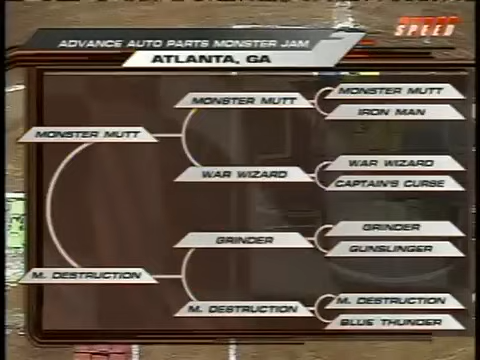 SPEED
ADVANCE AUTO PARTS MONSTER JAM
ATLANTA, GA
MONSTER MUTT
MONSTER MUTT
IRON MAN
MONSTER MUTT
WAR WIZARD
WAR WIZARD
CAPTAIN'S CURSE
GRINDER
GRINDER
GUNSLINGER
M. DESTRUCTION
M. DESTRUCTION
M. DESTRUCTION
BLUE THUNDER